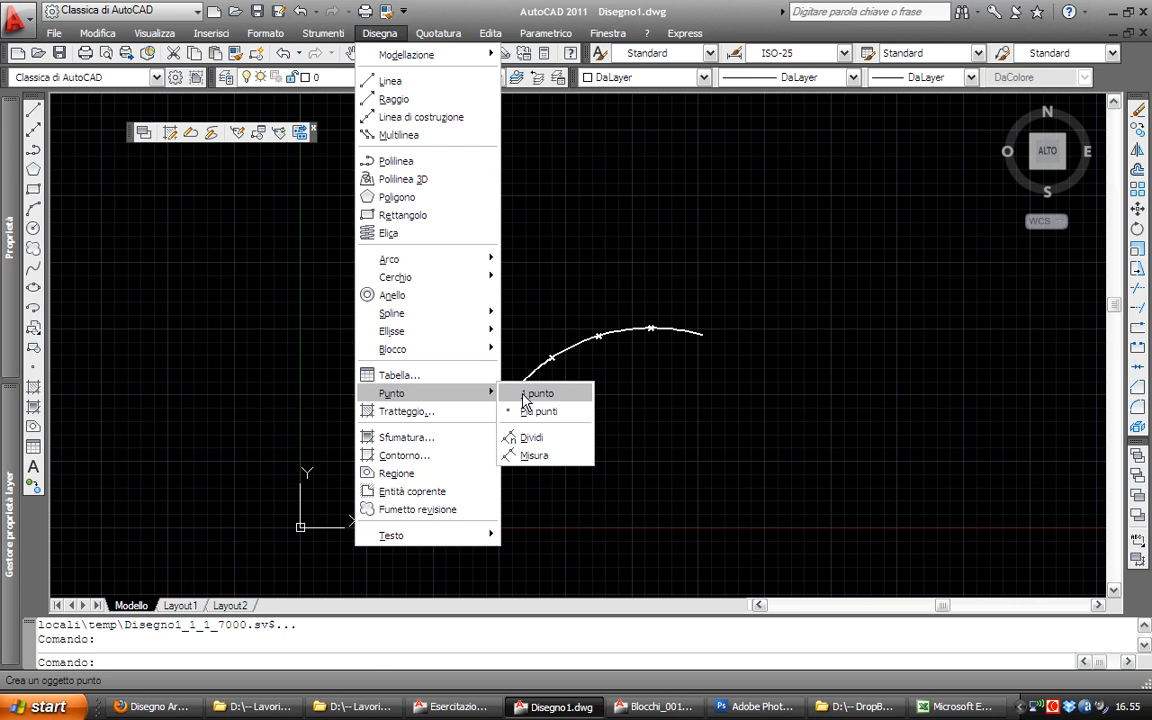 Classica di AutoCAD
AutoCAD 2011 Disegno1.dwg
Digitare parola chiave o frase
File
Modifica
Visualizza
Inserisci
Formato
Strumenti
Disegna
Quotatura
Edita
Parametrico
Finestra
?
Express
Standard
ISO-25
Standard
Standard
Classica di AutoCAD
0
DaLayer
DaLayer
DaLayer
DaColore
Modellazione
Linea
Raggio
Linea di costruzione
Multilinea
Polilinea
Polilinea 3D
Poligono
Rettangolo
Elica
Arco
Cerchio
Anello
Spline
Ellisse
Blocco
Tabella...
Punto
Tratteggio...
Sfumatura...
Contorno...
Regione
Entità coprente
Fumetto revisione
Testo
punto
punti
Dividi
Misura
N
O
ALTO
E
S
WCS
Proprietà
Gestore proprietà layer
Y
Modello
Layout1
Layout2
locali\temp\Disegno1_1_1_7000.sv$...
Comando:
Comando:
Crea un oggetto punto
start
Disegno Ar...
D:\-- Lavori...
D:\-- Lavori...
Esercitazio...
Disegno1.dwg
Blocchi_001...
Adobe Phot...
D:\-- DropB...
Microsoft E...
16.55